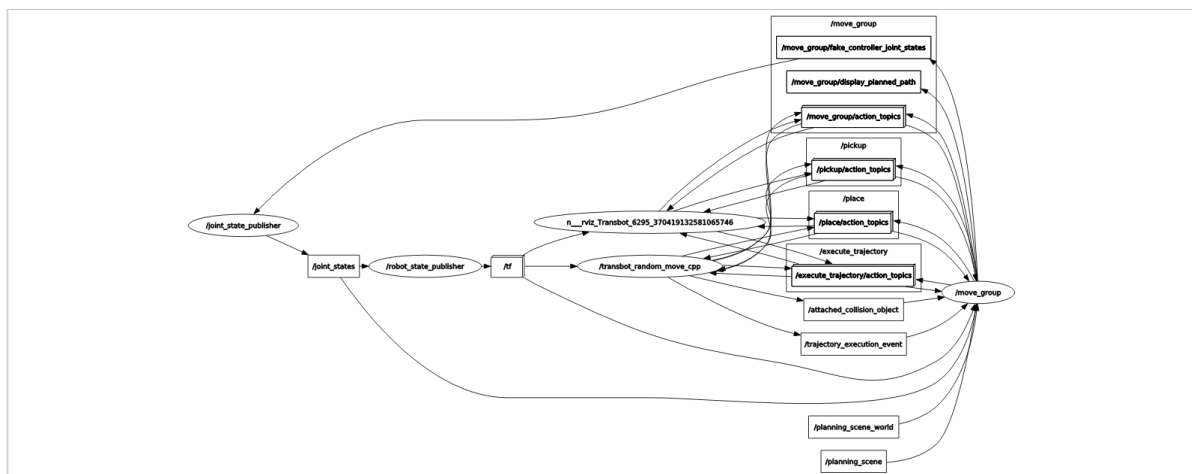 /move_group
/move_group/fake_controller_joint_states
/move_group/display_planned_path
/move_group/action_topics
/pickup
/pickup/action_topics
/place
/place/action_topics
/execute_trajectory
/execute_trajectory/action_topics
/joint_state_publisher
/joint_states
/robot_state_publisher
/tf
n__rviz_Transbot_6295_370419132581065746
/transbot_random_move_cpp
/attached_collision_object
/trajectory_execution_event
/move_group
/planning_scene_world
/planning_scene